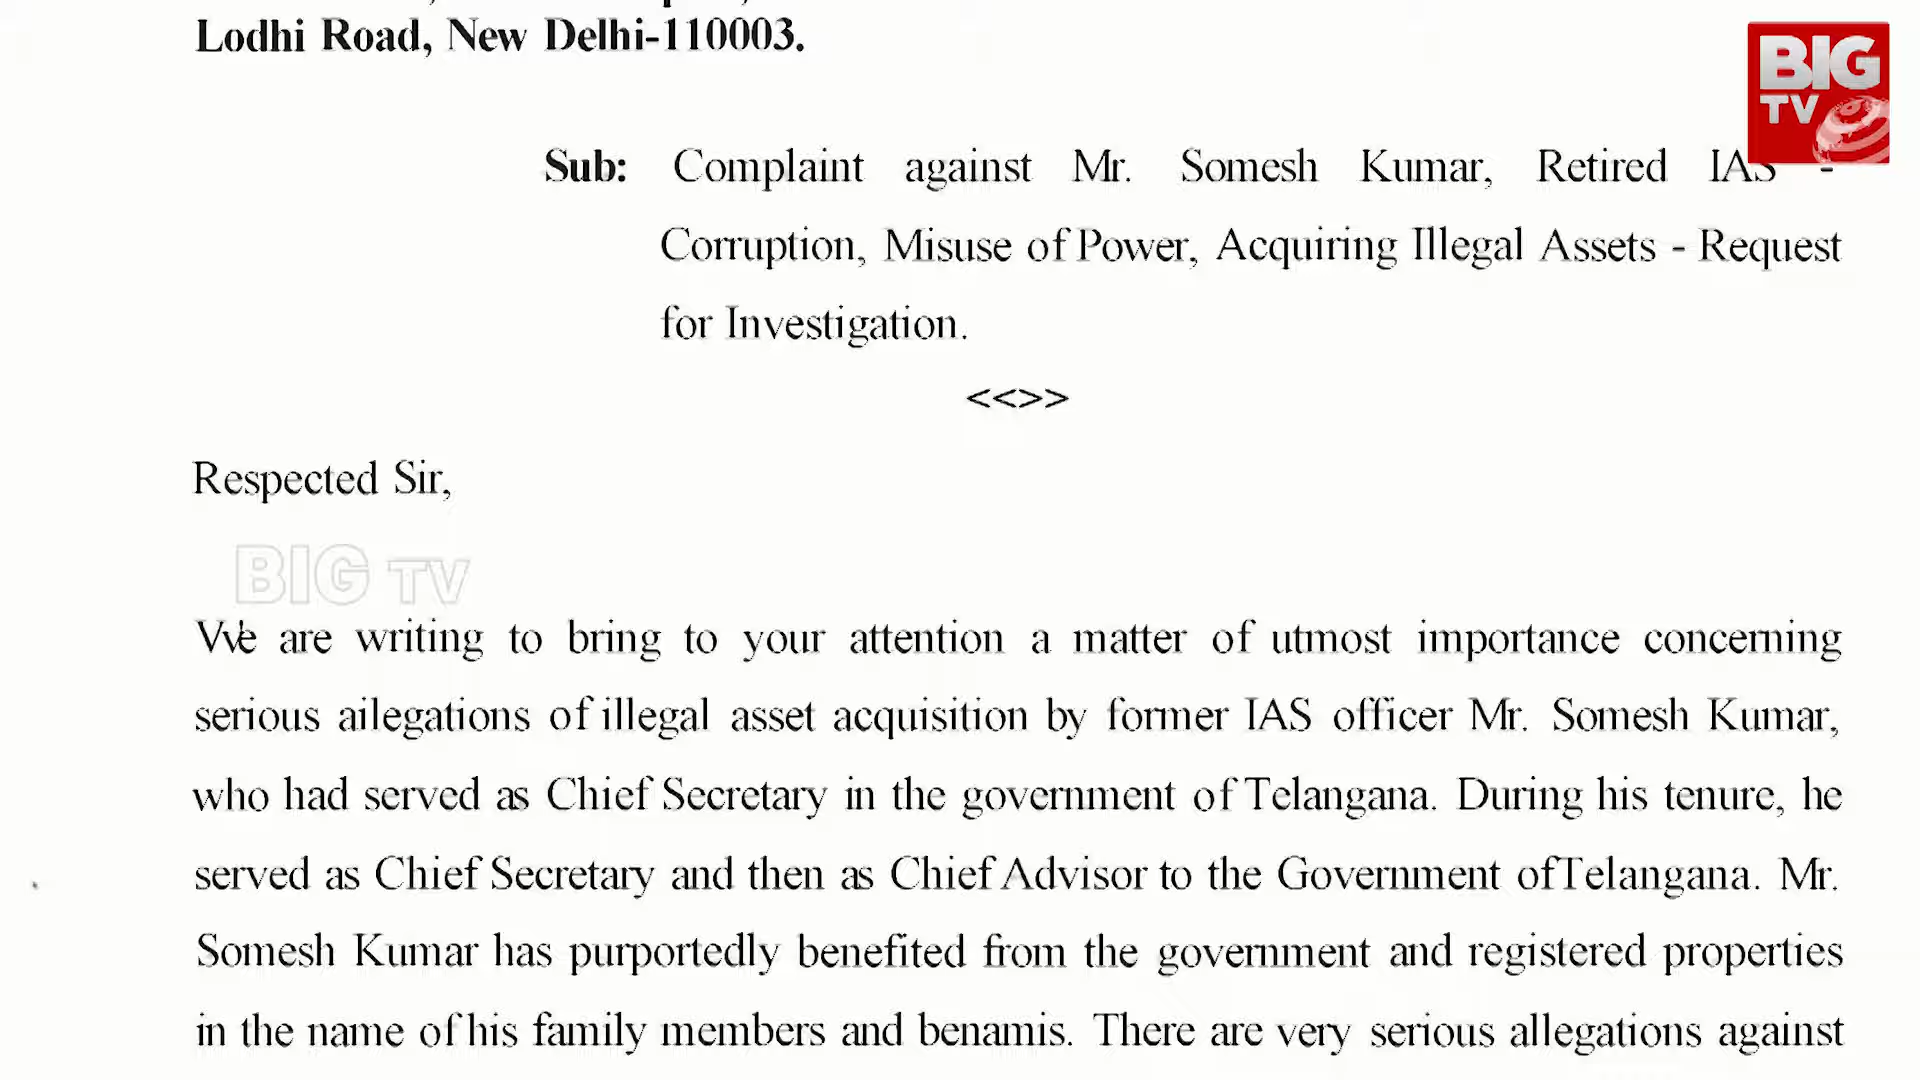 Lodhi Road, New Delhi-110003.
BIG
TV
Sub: Complaint against Mr. Somesh Kumar, Retired IAS -
Corruption, Misuse of Power, Acquiring Illegal Assets - Request
for Investigation.
<<>>
Respected Sir,
BIG TV
We are writing to bring to your attention a matter of utmost importance concerning
serious ailegations of illegal asset acquisition by former IAS officer Mr. Somesh Kumar,
who had served as Chief Secretary in the government of Telangana. During his tenure, he
served as Chief Secretary and then as Chief Advisor to the Government of Telangana. Mr.
Somesh Kumar has purportedly benefited from the government and registered properties
in the name of his family members and benamis. There are very serious allegations against